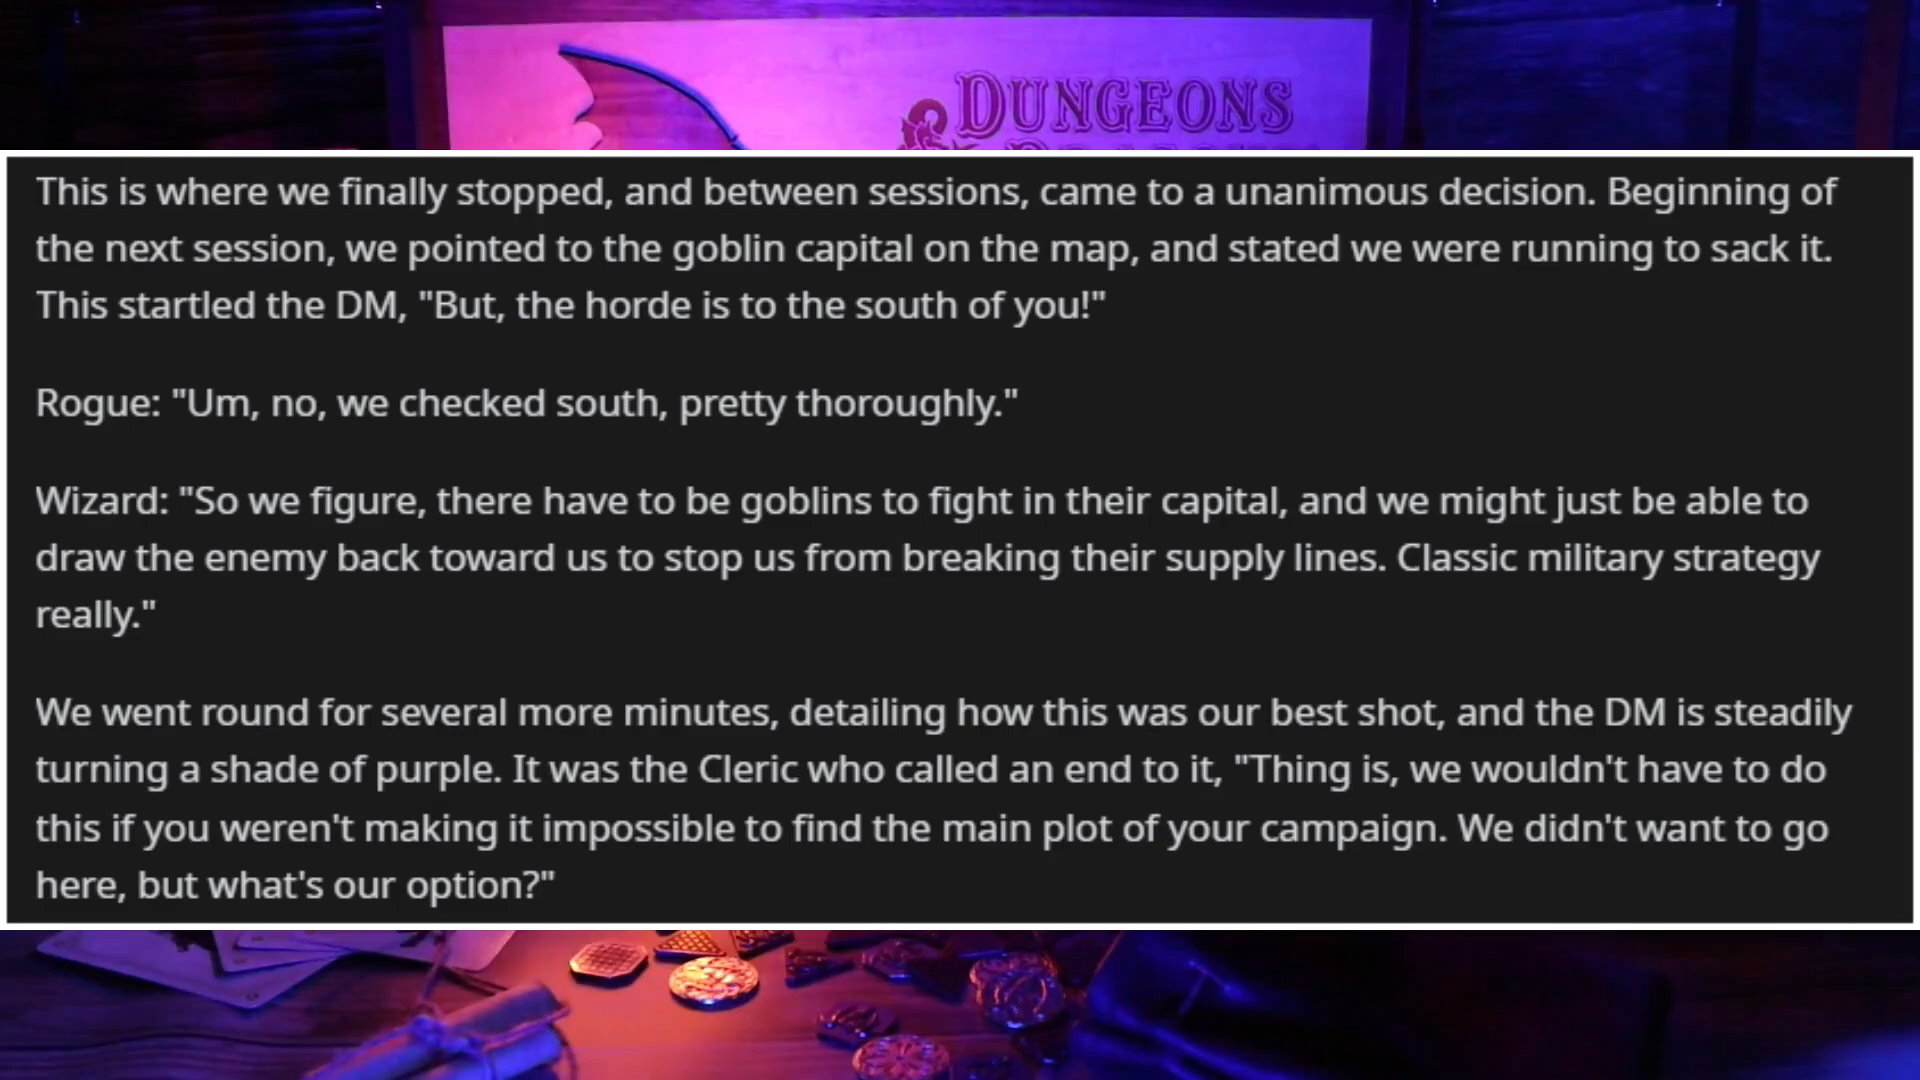 DUNGEONS
This is where we finally stopped, and between sessions, came to a unanimous decision. Beginning of
the next session, we pointed to the goblin capital on the map, and stated we were running to sack it.
This startled the DM, "But, the horde is to the south of you!"
Rogue: "Um, no, we checked south, pretty thoroughly."
Wizard: "So we figure, there have to be goblins to fight in their capital, and we might just be able to
draw the enemy back toward us to stop us from breaking their supply lines. Classic military strategy
really."
We went round for several more minutes, detailing how this was our best shot, and the DM is steadily
turning a shade of purple. It was the Cleric who called an end to it, "Thing is, we wouldn't have to do
this if you weren't making it impossible to find the main plot of your campaign. We didn't want to go
here, but what's our option?"